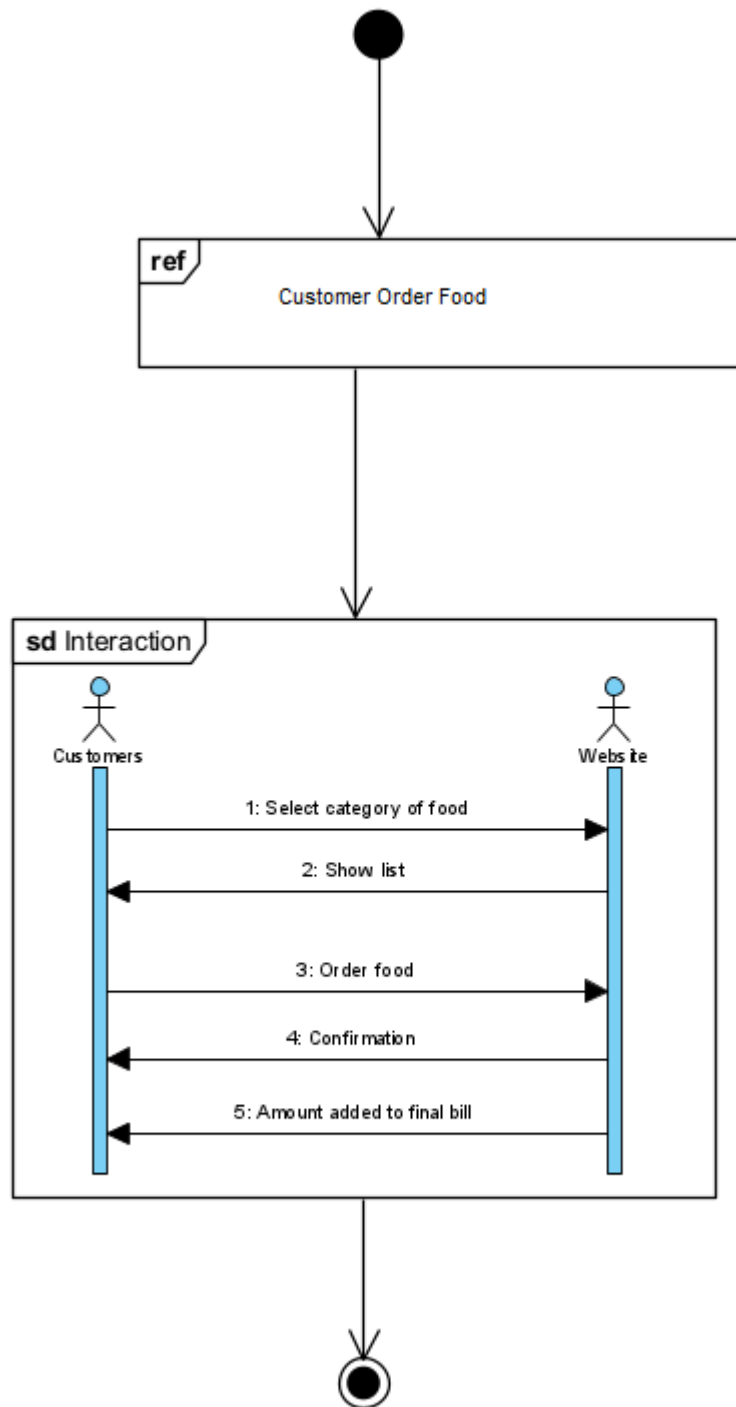 ref
Customer Order Food
sd Interaction
Customers
Website
1: Select category of food
2: Show list
3: Order food
4: Confirmation
5: Amount added to final bill